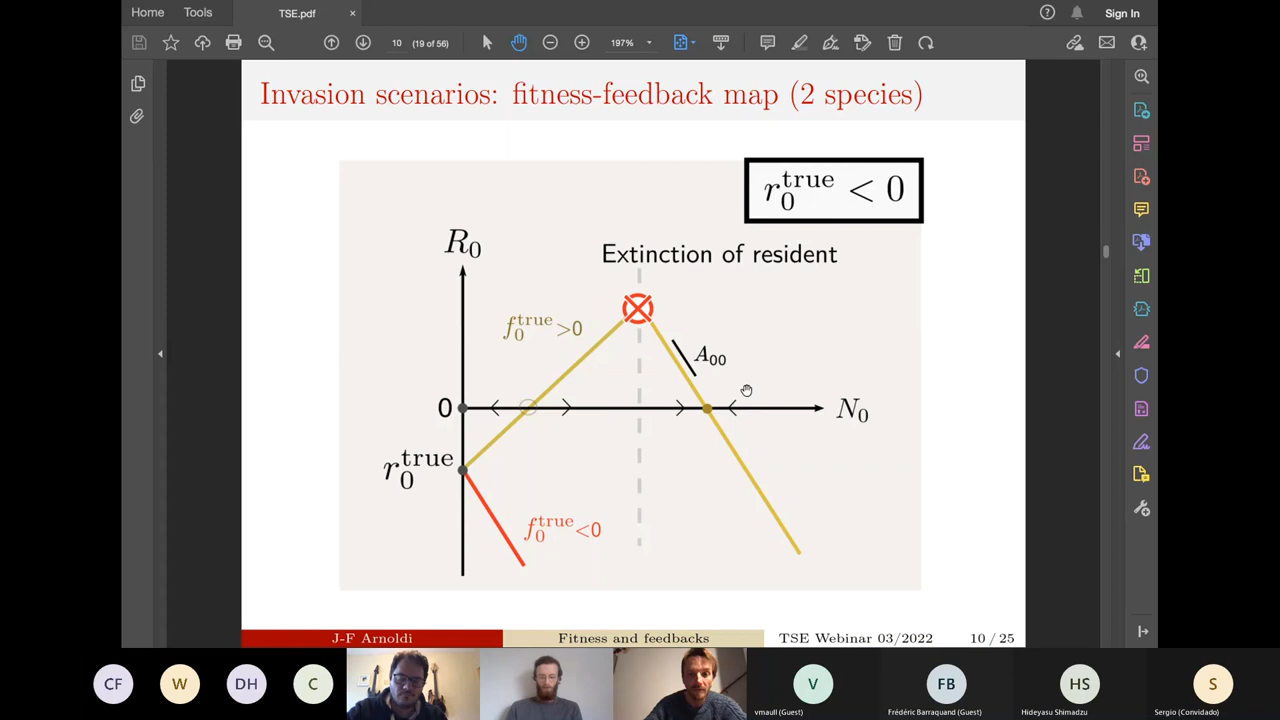 Home
Tools
TSE.pdf
×
Sign In
10
(19 of 56)
197%
Invasion scenarios: fitness-feedback map (2 species)
r_0^true < 0
R_0
Extinction of resident
f_0^true >0
A_00
0
N_0
r_0^true
f_0^true <0
J-F Arnoldi
Fitness and feedbacks
TSE Webinar 03/2022
10 / 25
CF
W
DH
C
V
vmaull (Guest)
FB
Frédéric Barraquand (Guest)
HS
Hideyasu Shimadzu
S
Sergio (Convidado)